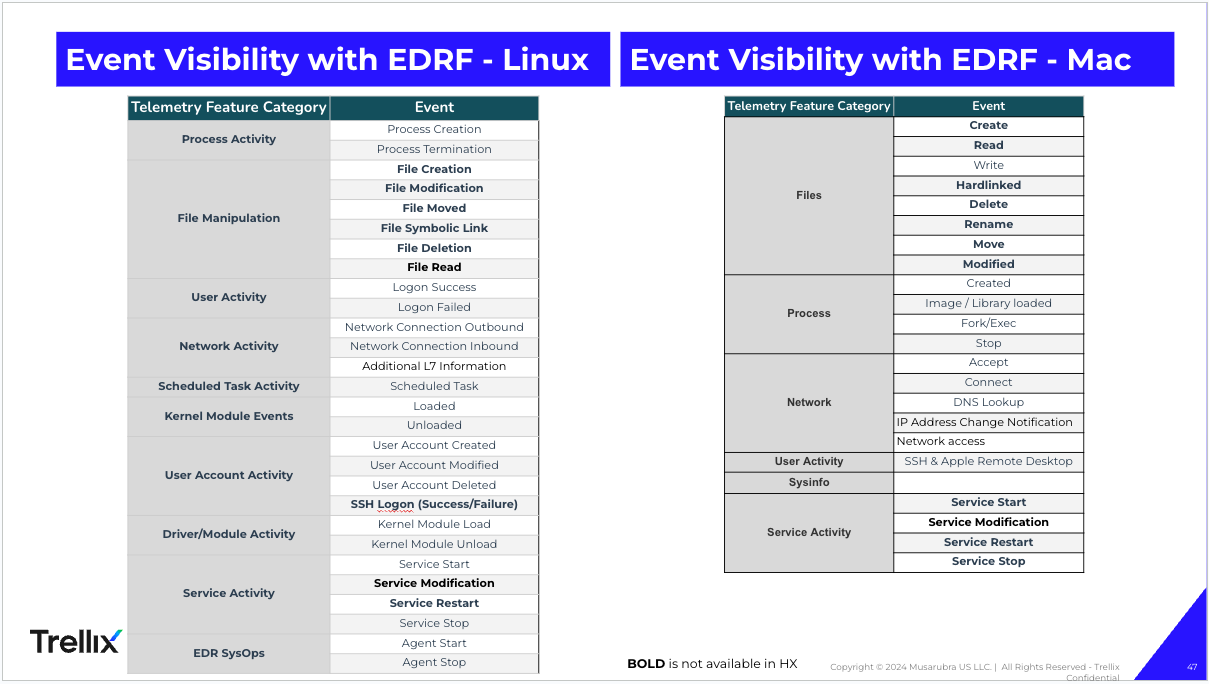 Event Visibility with EDRF - Linux
Telemetry Feature Category Event
Process Activity
Process Creation
Process Termination
File Manipulation
File Creation
File Modification
File Moved
File Symbolic Link
File Deletion
File Read
User Activity
Logon Success
Logon Failed
Network Activity
Network Connection Outbound
Network Connection Inbound
Additional L7 Information
Scheduled Task Activity
Scheduled Task
Kernel Module Events
Loaded
Unloaded
User Account Activity
User Account Created
User Account Modified
User Account Deleted
SSH Logon (Success/Failure)
Driver/Module Activity
Kernel Module Load
Kernel Module Unload
Service Activity
Service Start
Service Modification
Service Restart
Service Stop
EDR SysOps
Agent Start
Agent Stop
Event Visibility with EDRF - Mac
Telemetry Feature Category Event
Files
Create
Read
Write
Hardlinked
Delete
Rename
Move
Modified
Process
Created
Image / Library loaded
Fork/Exec
Stop
Network
Accept
Connect
DNS Lookup
IP Address Change Notification
Network access
User Activity
SSH & Apple Remote Desktop
Sysinfo
Service Activity
Service Start
Service Modification
Service Restart
Service Stop
Trellix
BOLD is not available in HX
Copyright © 2024 Musarubra US LLC. | All Rights Reserved - Trellix
Confidential
47